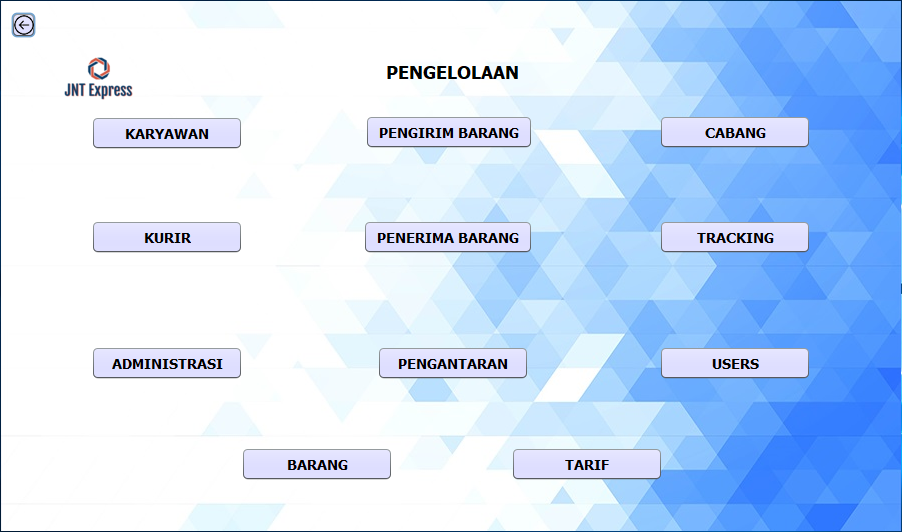 JNT Express
PENGELOLAAN
KARYAWAN
PENGIRIM BARANG
CABANG
KURIR
PENERIMA BARANG
TRACKING
ADMINISTRASI
PENGANTARAN
USERS
BARANG
TARIF